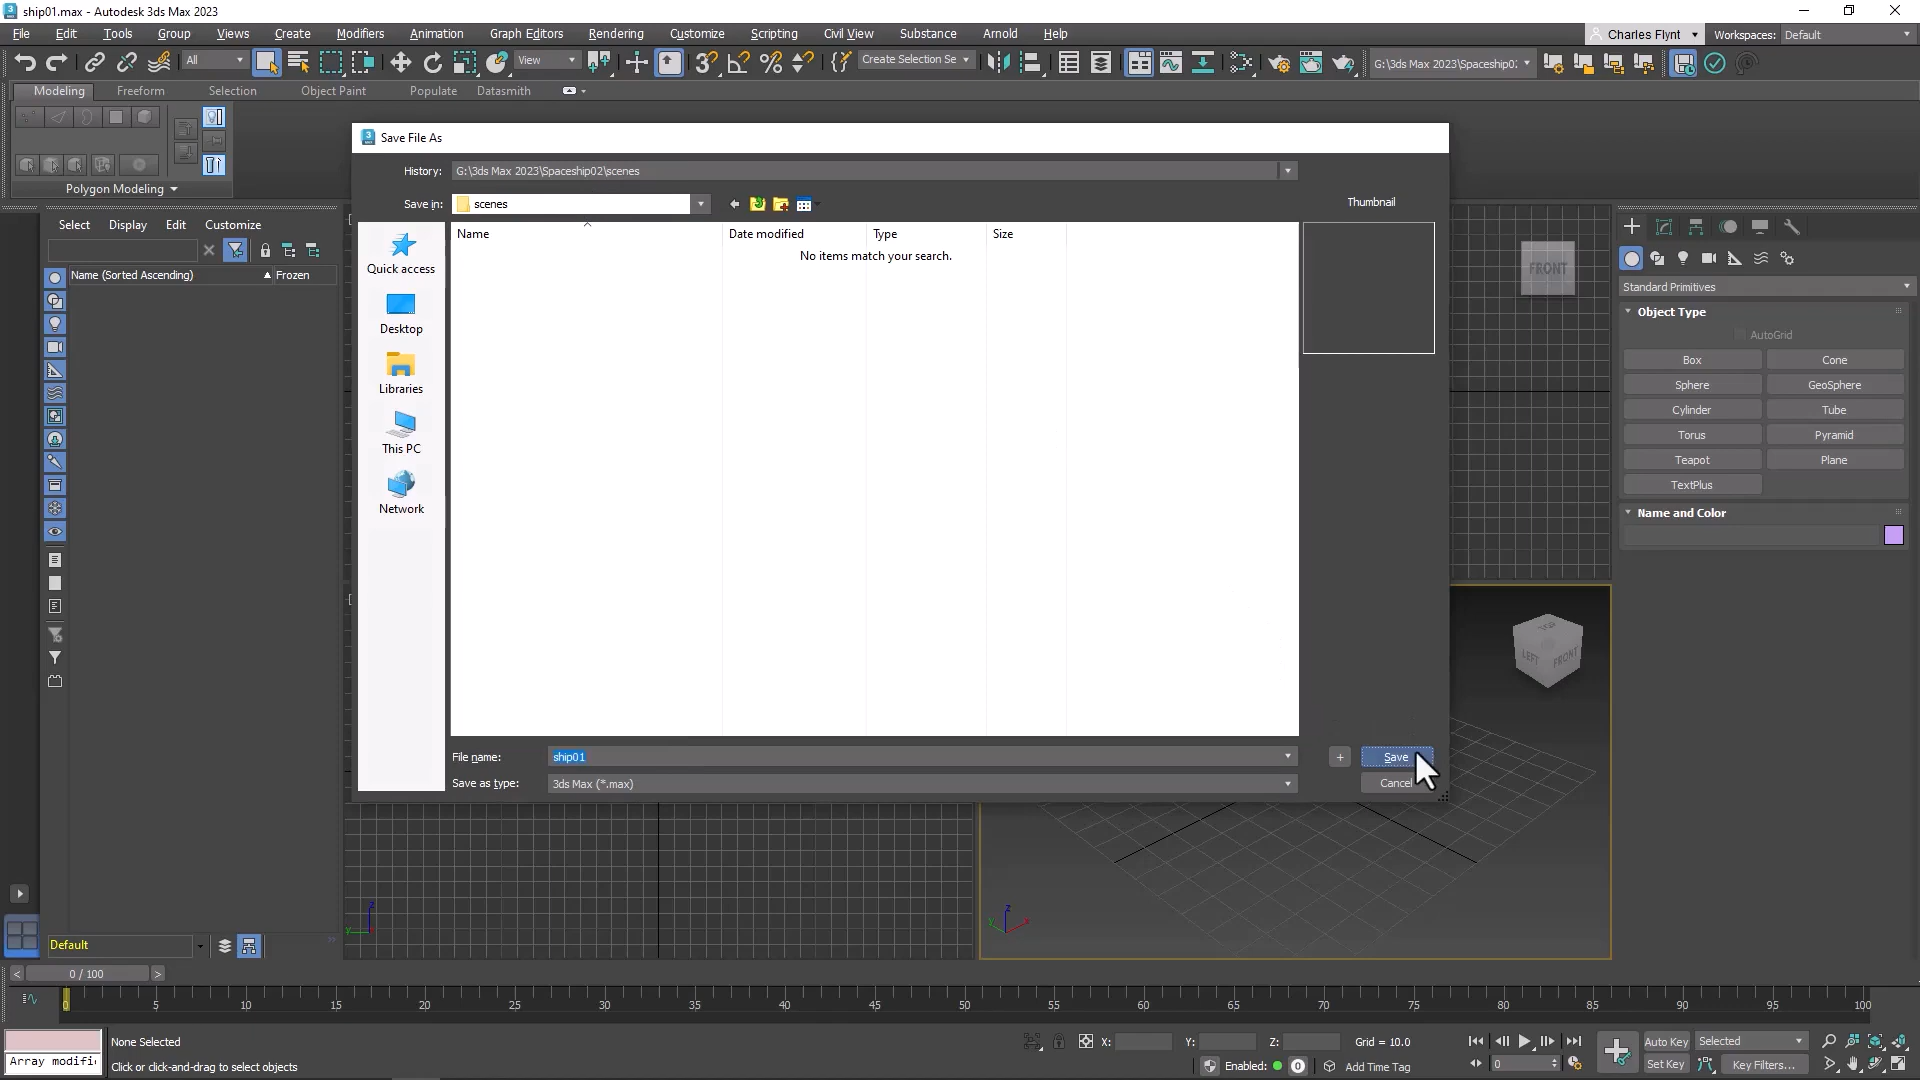 ship01.max - Autodesk 3ds Max 2023
File Edit Tools Group Views Create Modifiers Animation Graph Editors Rendering Customize Scripting Civil View Substance Arnold Help
Charles Flynt Workspaces: Default
All View Create Selection Se G:\3ds Max 2023\Spaceship02
Modeling Freeform Selection Object Paint Populate Datasmith
Polygon Modeling
Save File As
History: G:\3ds Max 2023\Spaceship02\scenes
Save in: scenes
Thumbnail
Name Date modified Type Size
No items match your search.
Quick access
Desktop
Libraries
This PC
Network
File name: ship01
+ Save
Save as type: 3ds Max (*.max)
Cancel
Select Display Edit Customize
Name (Sorted Ascending) Frozen
FRONT
TOP
LEFT FRONT
Standard Primitives
Object Type
AutoGrid
Box Cone
Sphere GeoSphere
Cylinder Tube
Torus Pyramid
Teapot Plane
TextPlus
Name and Color
z
y
z
y x
Default
< 0 / 100 >
0 5 10 15 20 25 30 35 40 45 50 55 60 65 70 75 80 85 90 95 100
None Selected
X: Y: Z: Grid = 10.0
Auto Key Selected
Array modifi
Click or click-and-drag to select objects
Enabled: 0 Add Time Tag
0
Set Key Key Filters...